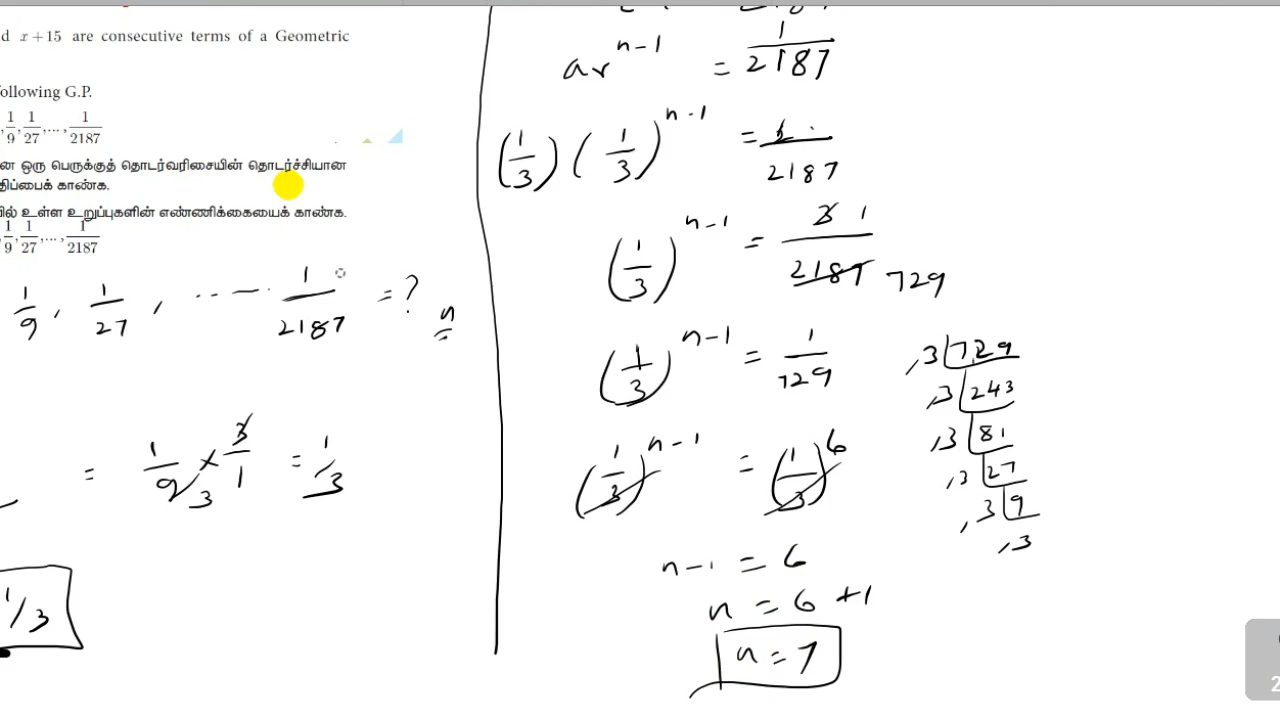 d x + 15 are consecutive terms of a Geometric
ollowing G.P.
, 1/9, 1/27, ..., 1/2187
ன ஒரு பெருக்குத் தொடர்வரிசையின் தொடர்ச்சியான
திப்பைக் காண்க.
யில் உள்ள உறுப்புகளின் எண்ணிக்கையைக் காண்க.
1/9, 1/27, ..., 1/2187
1/9, 1/27, ... 1/2187 = ?
n
= 1/9 × 3/1 = 1/3
3
1/3
ar^(n-1) = 1/2187
(1/3) (1/3)^(n-1) = 1/2187
(1/3)^(n-1) = 3/2187 1 729
(1/3)^(n-1) = 1/729
(1/3)^(n-1) = (1/3)^6
n-1 = 6
n = 6+1
n = 7
3 | 729
3 | 243
3 | 81
3 | 27
3 | 9
3